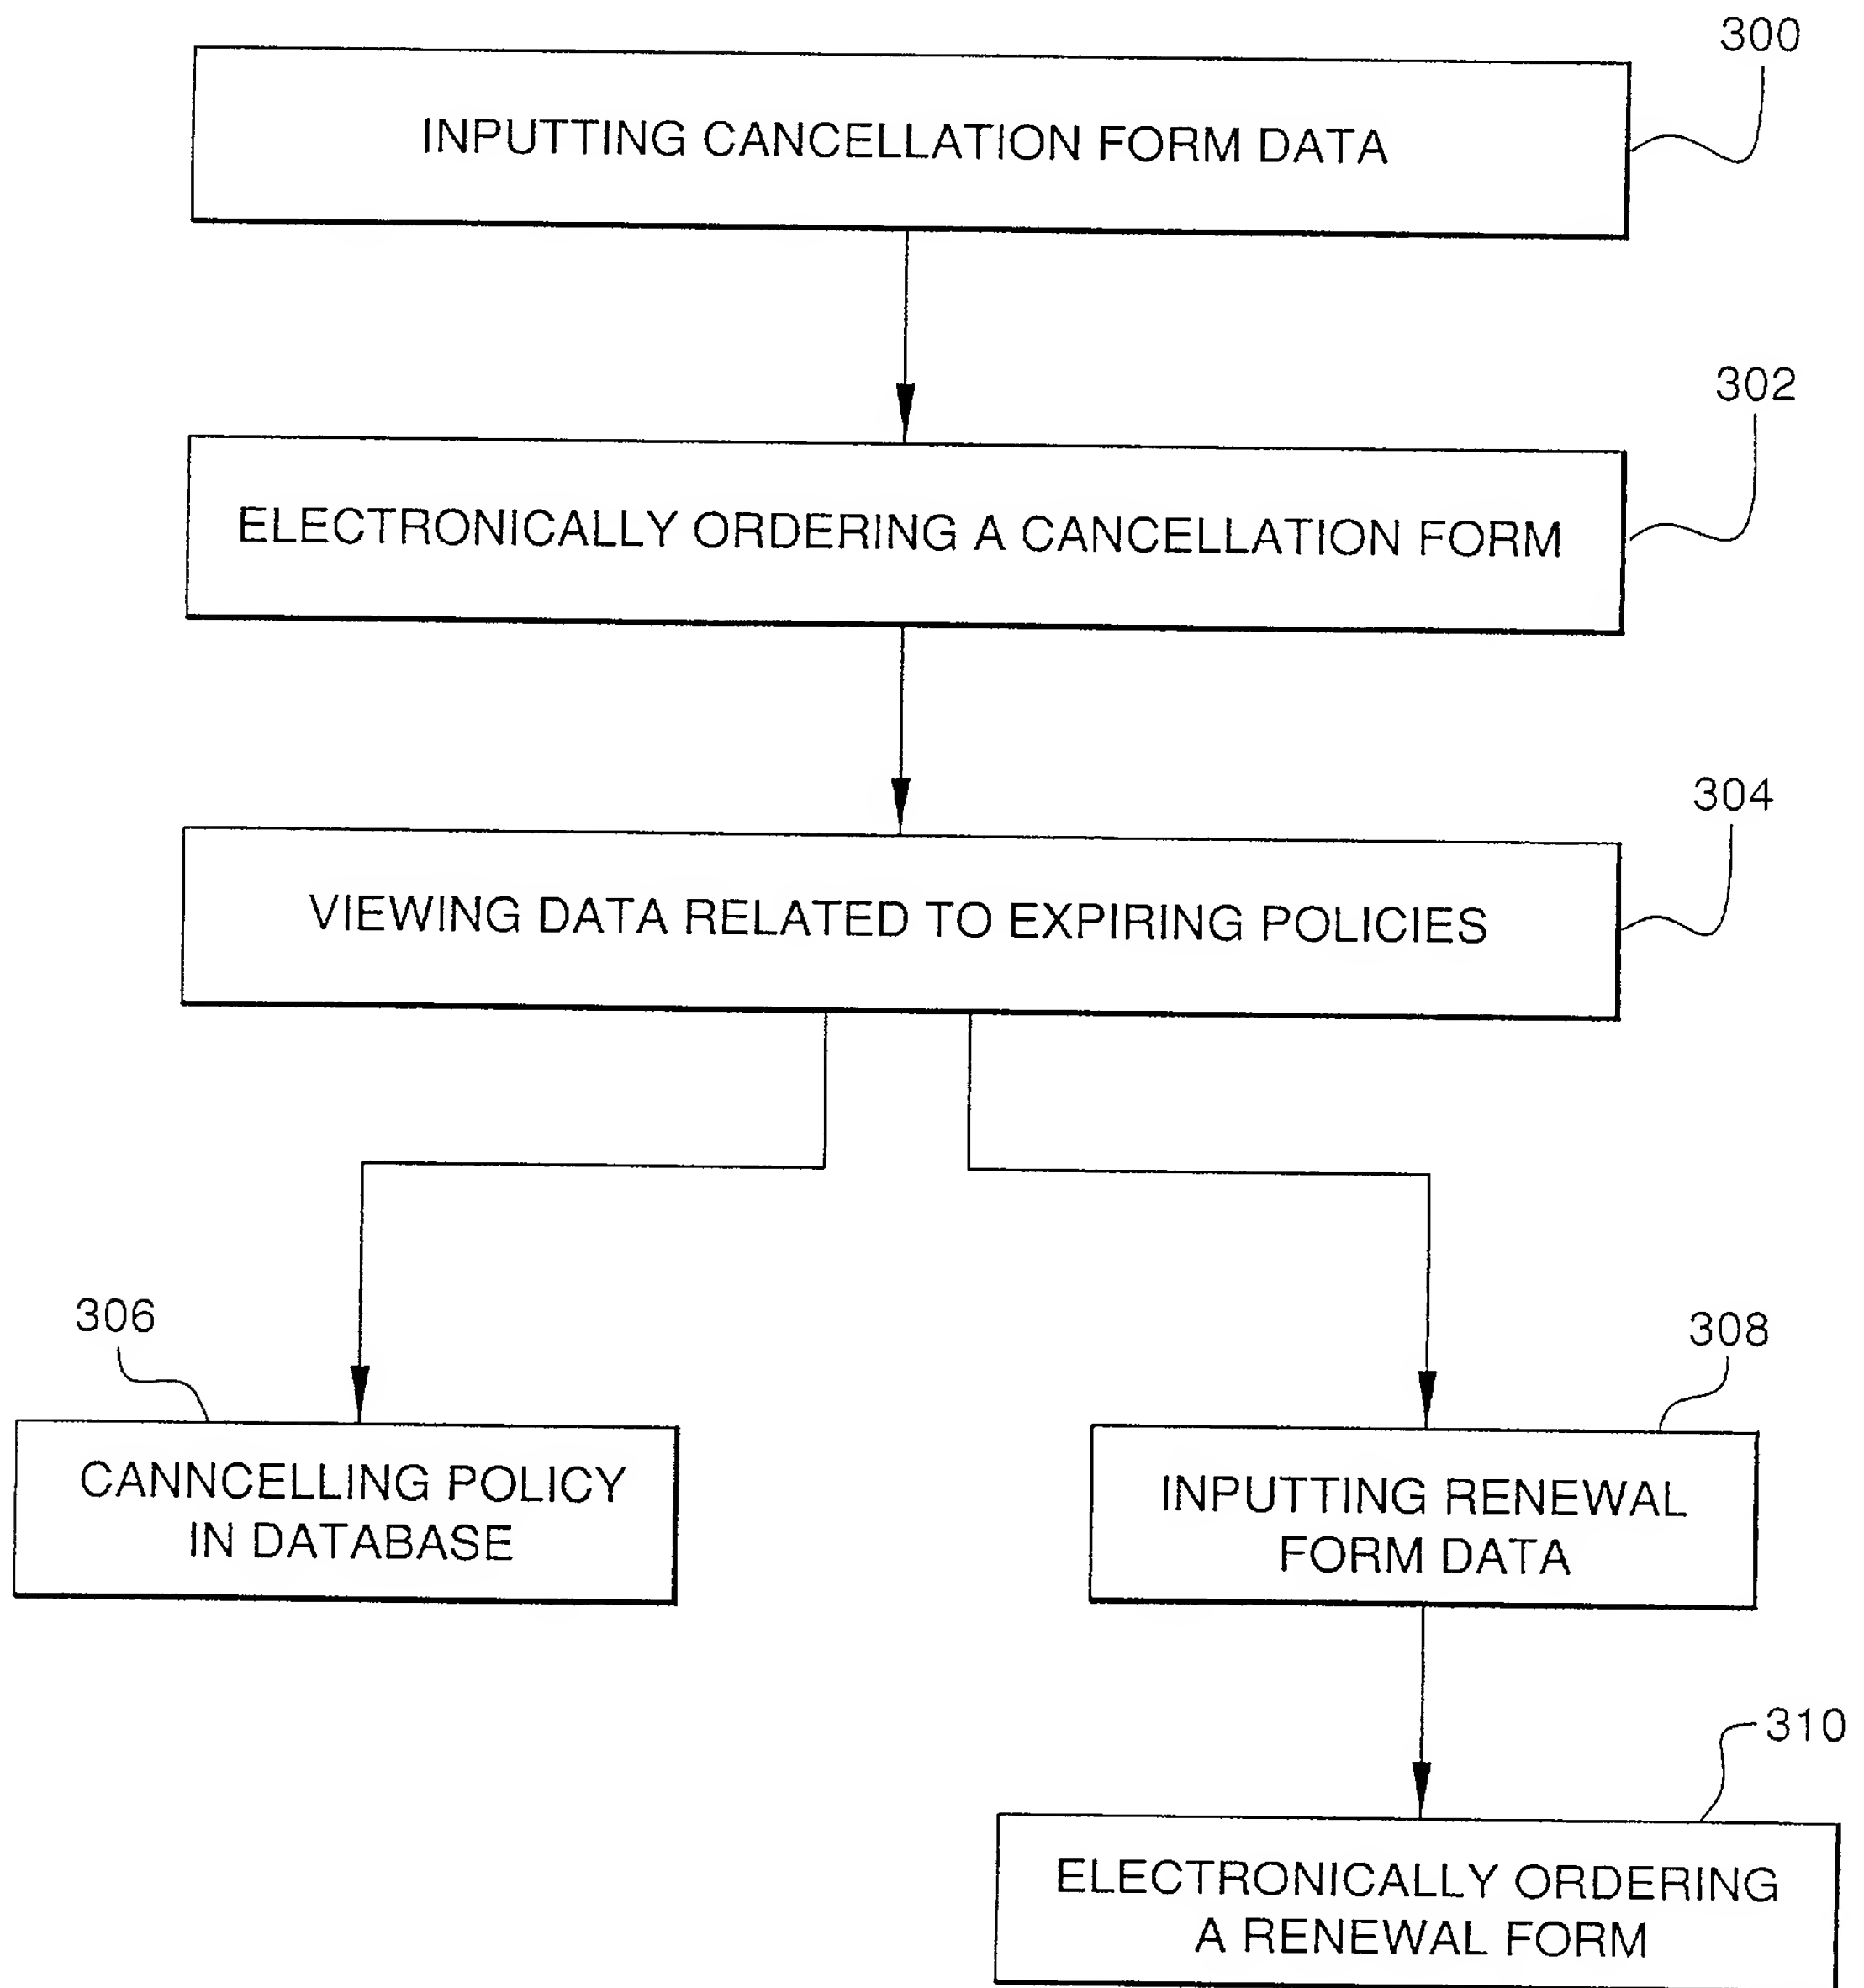 300
INPUTTING CANCELLATION FORM DATA
302
ELECTRONICALLY ORDERING A CANCELLATION FORM
304
VIEWING DATA RELATED TO EXPIRING POLICIES
306
CANNCELLING POLICY
IN DATABASE
308
INPUTTING RENEWAL
FORM DATA
310
ELECTRONICALLY ORDERING
A RENEWAL FORM